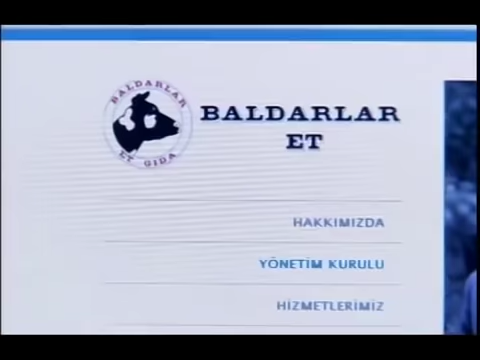 BALDARLAR
ET GIDA
BALDARLAR
ET
HAKKIMIZDA
YÖNETİM KURULU
HİZMETLERİMİZ